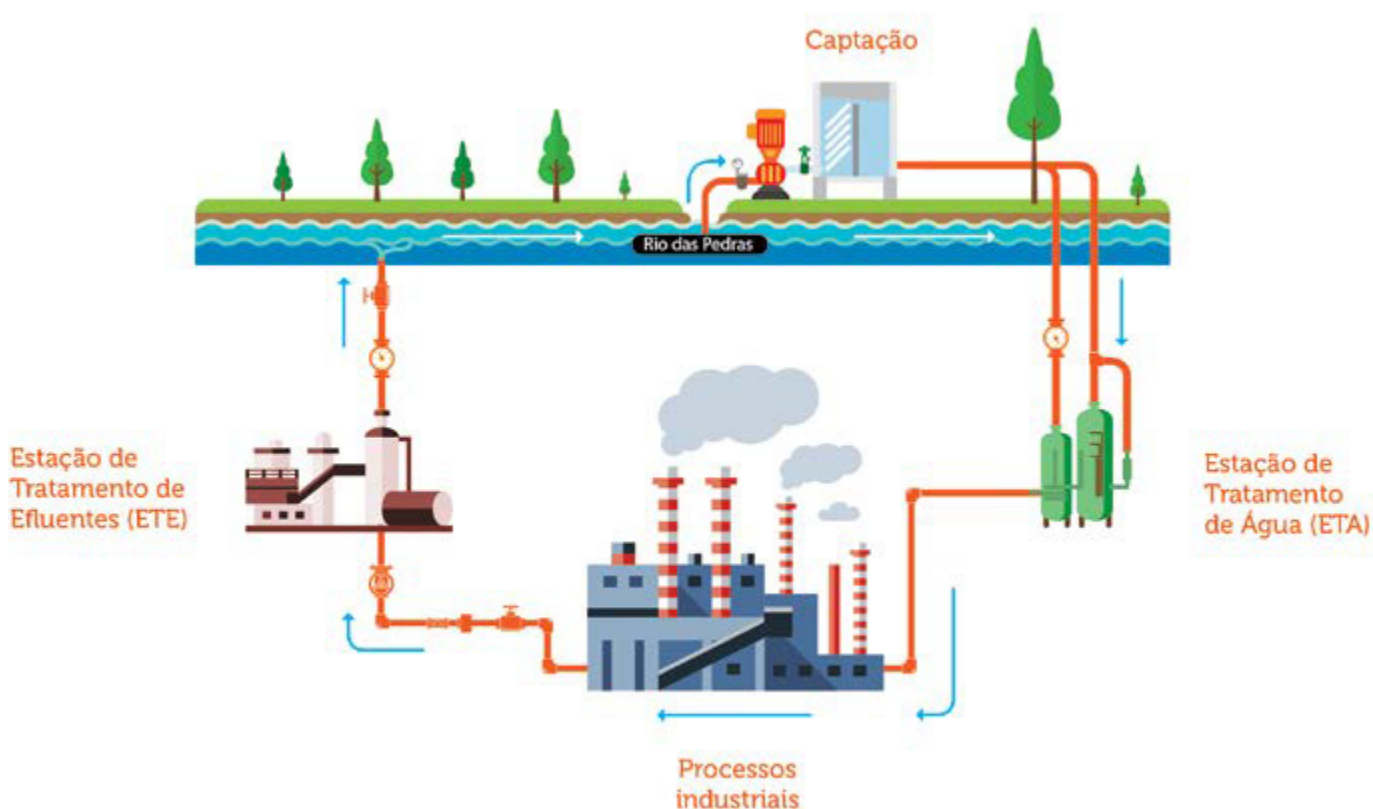 Captação
Rio das Pedras
Estação de
Tratamento de
Efluentes (ETE)
Estação de
Tratamento
de Água (ETA)
Processos
industriais